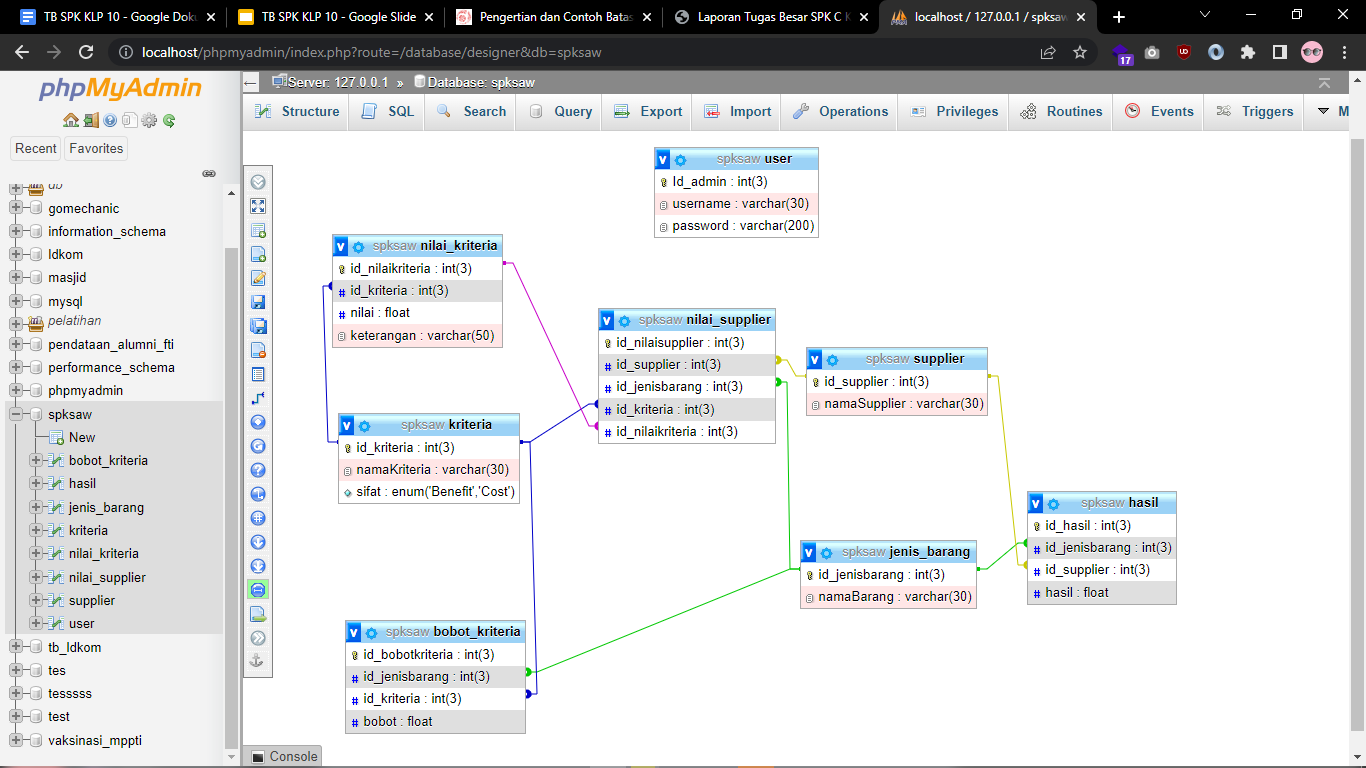 TB SPK KLP 10 - Google Doku
TB SPK KLP 10 - Google Slide
Pengertian dan Contoh Batas
Laporan Tugas Besar SPK C K
localhost / 127.0.0.1 / spksaw
localhost/phpmyadmin/index.php?route=/database/designer&db=spksaw
17
phpMyAdmin
Recent
Favorites
db
gomechanic
information_schema
ldkom
masjid
mysql
pelatihan
pendataan_alumni_fti
performance_schema
phpmyadmin
spksaw
New
bobot_kriteria
hasil
jenis_barang
kriteria
nilai_kriteria
nilai_supplier
supplier
user
tb_ldkom
tes
tesssss
test
vaksinasi_mppti
Server: 127.0.0.1 » Database: spksaw
Structure
SQL
Search
Query
Export
Import
Operations
Privileges
Routines
Events
Triggers
M
v spksaw user
Id_admin : int(3)
username : varchar(30)
password : varchar(200)
v spksaw nilai_kriteria
id_nilaikriteria : int(3)
# id_kriteria : int(3)
# nilai : float
keterangan : varchar(50)
v spksaw nilai_supplier
id_nilaisupplier : int(3)
# id_supplier : int(3)
# id_jenisbarang : int(3)
# id_kriteria : int(3)
# id_nilaikriteria : int(3)
v spksaw supplier
id_supplier : int(3)
namaSupplier : varchar(30)
v spksaw kriteria
id_kriteria : int(3)
namaKriteria : varchar(30)
sifat : enum('Benefit','Cost')
v spksaw hasil
id_hasil : int(3)
# id_jenisbarang : int(3)
# id_supplier : int(3)
# hasil : float
v spksaw jenis_barang
id_jenisbarang : int(3)
namaBarang : varchar(30)
v spksaw bobot_kriteria
id_bobotkriteria : int(3)
# id_jenisbarang : int(3)
# id_kriteria : int(3)
# bobot : float
Console